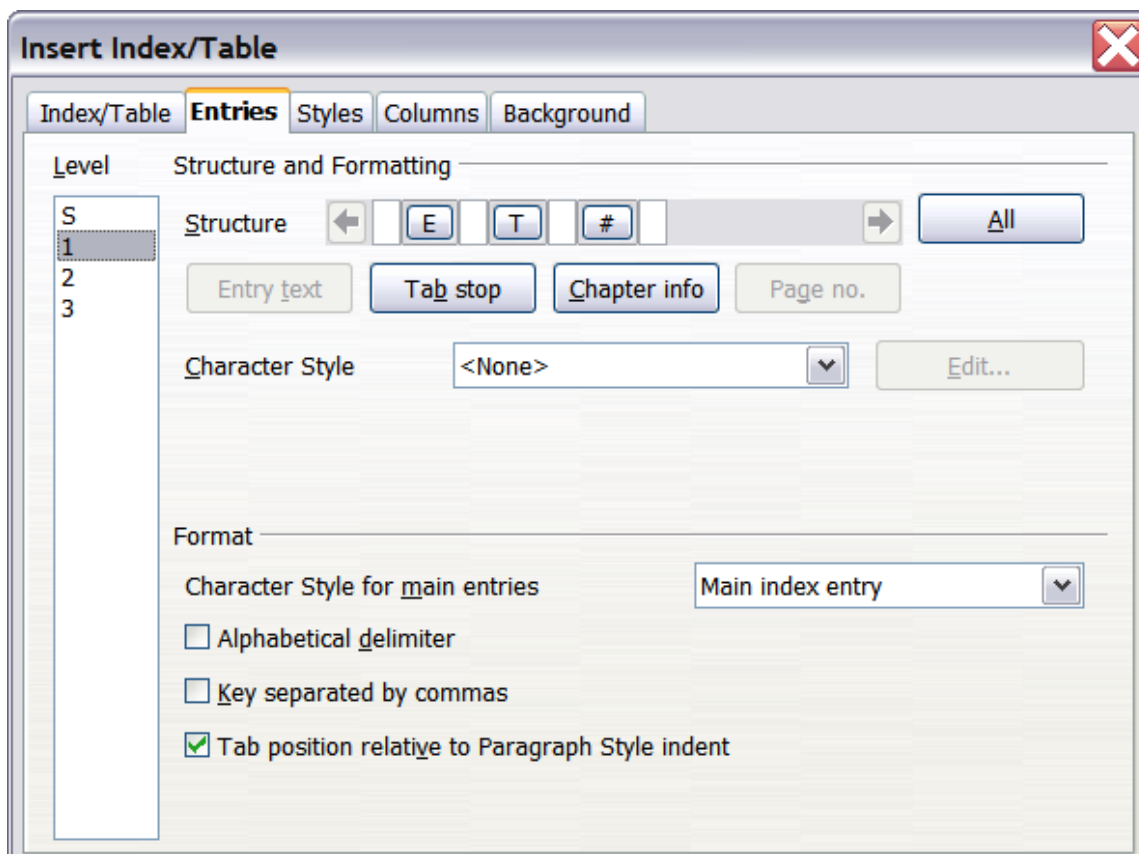 Insert Index/Table
Index/Table Entries Styles Columns Background
Level Structure and Formatting
S
1
2
3
Structure E T # All
Entry text Tab stop Chapter info Page no.
Character Style <None> Edit...
Format
Character Style for main entries Main index entry
Alphabetical delimiter
Key separated by commas
Tab position relative to Paragraph Style indent